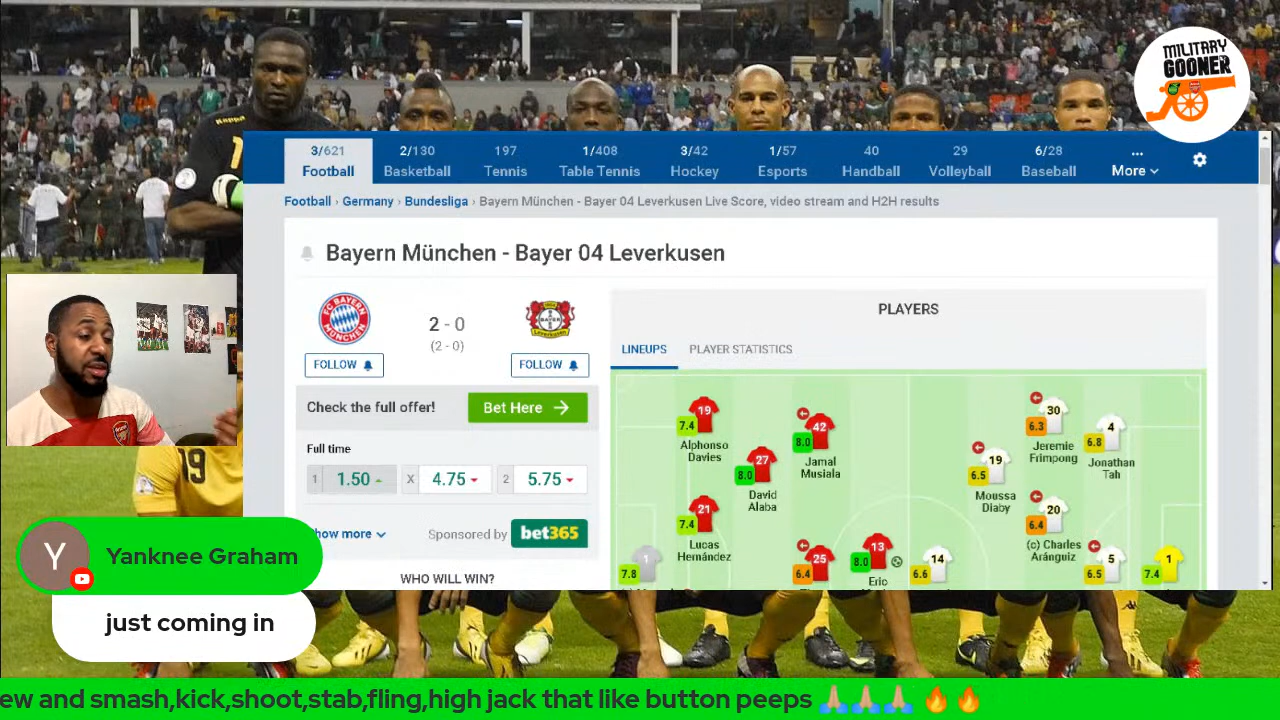 MILITARY
GOONER
3/621
Football
2/130
Basketball
197
Tennis
1/408
Table Tennis
3/42
Hockey
1/57
Esports
40
Handball
29
Volleyball
6/28
Baseball
...
More
Football › Germany › Bundesliga › Bayern München - Bayer 04 Leverkusen Live Score, video stream and H2H results
Bayern München - Bayer 04 Leverkusen
2 - 0
(2 - 0)
FOLLOW
FOLLOW
Check the full offer!
Bet Here →
Full time
1 1.50 X 4.75 2 5.75
how more
Sponsored by bet365
WHO WILL WIN?
PLAYERS
LINEUPS PLAYER STATISTICS
19
7.4
Alphonso
Davies
27
8.0
David
Alaba
42
8.0
Jamal
Musiala
21
7.4
Lucas
Hernández
1
7.8
25
6.4
13
8.0
Eric
14
6.6
19
6.5
Moussa
Diaby
30
6.3
Jeremie
Frimpong
4
6.8
Jonathan
Tah
20
6.4
(c) Charles
Aránguiz
5
6.5
1
7.4
19
Y
Yanknee Graham
just coming in
ew and smash,kick,shoot,stab,fling,high jack that like button peeps 🙏🏼🙏🏼🙏🏼 🔥🔥